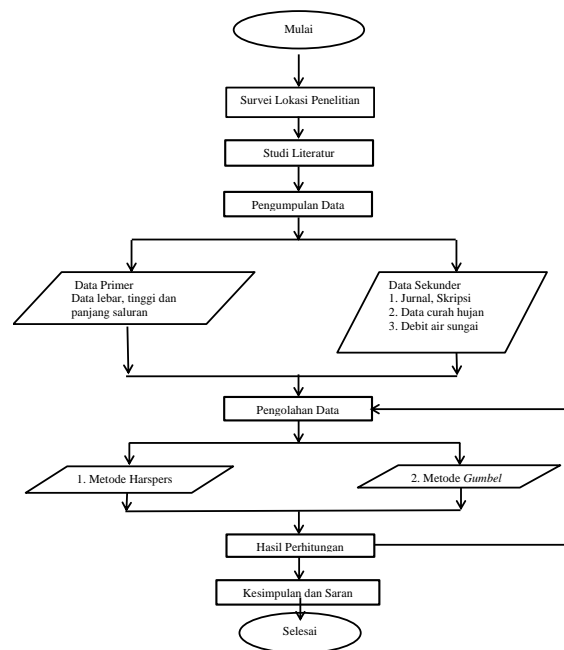 Mulai
Survei Lokasi Penelitian
Studi Literatur
Pengumpulan Data
Data Primer
Data lebar, tinggi dan
panjang saluran
Data Sekunder
1. Jurnal, Skripsi
2. Data curah hujan
3. Debit air sungai
Pengolahan Data
1. Metode Harspers
2. Metode Gumbel
Hasil Perhitungan
Kesimpulan dan Saran
Selesai